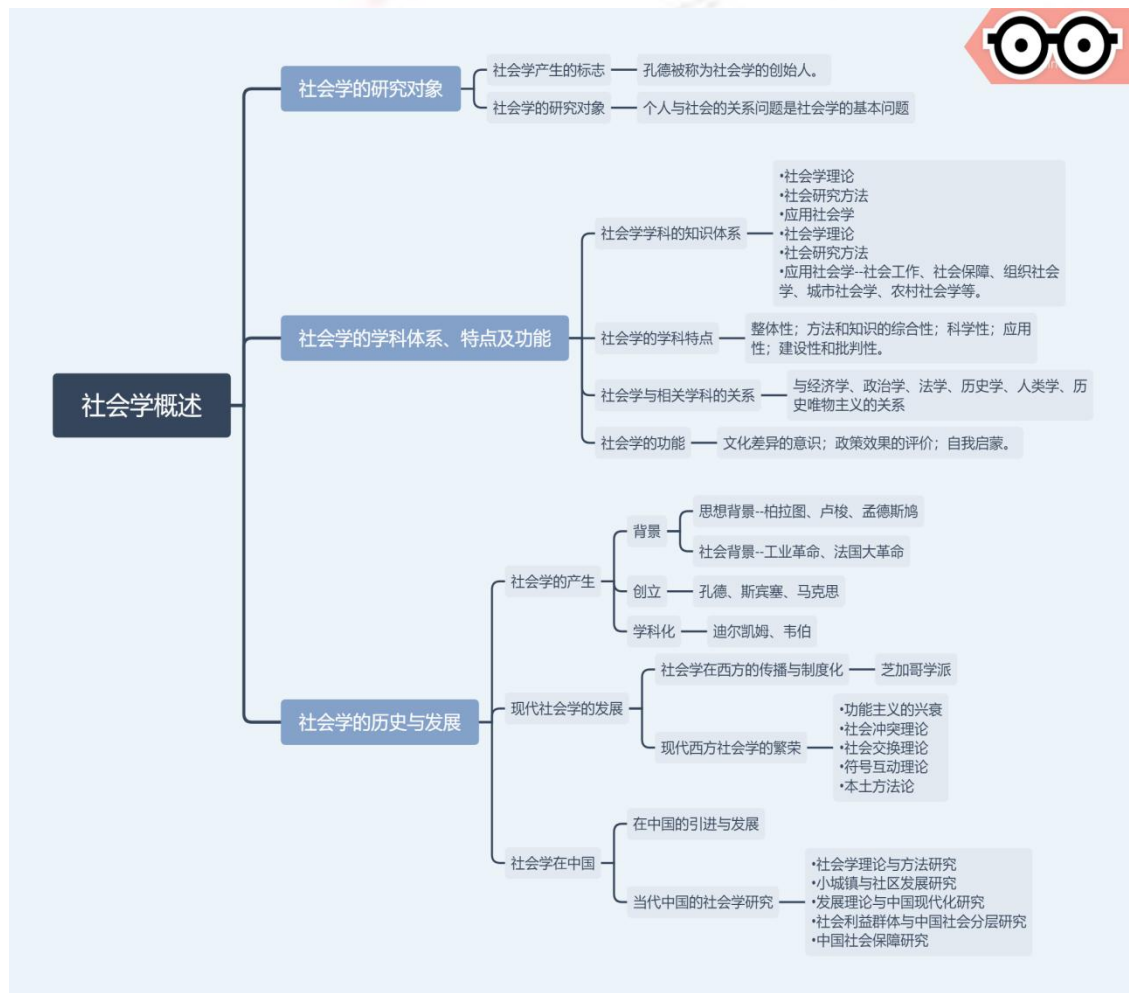 社会学概述
社会学的研究对象
社会学产生的标志
孔德被称为社会学的创始人。
社会学的研究对象
个人与社会的关系问题是社会学的基本问题
社会学的学科体系、特点及功能
社会学学科的知识体系
•社会学理论
•社会研究方法
•应用社会学
•社会学理论
•社会研究方法
•应用社会学--社会工作、社会保障、组织社会
学、城市社会学、农村社会学等。
社会学的学科特点
整体性；方法和知识的综合性；科学性；应用
性；建设性和批判性。
社会学与相关学科的关系
与经济学、政治学、法学、历史学、人类学、历
史唯物主义的关系
社会学的功能
文化差异的意识；政策效果的评价；自我启蒙。
社会学的历史与发展
社会学的产生
背景
思想背景--柏拉图、卢梭、孟德斯鸠
社会背景--工业革命、法国大革命
创立
孔德、斯宾塞、马克思
学科化
迪尔凯姆、韦伯
现代社会学的发展
社会学在西方的传播与制度化
芝加哥学派
现代西方社会学的繁荣
•功能主义的兴衰
•社会冲突理论
•社会交换理论
•符号互动理论
•本土方法论
社会学在中国
在中国的引进与发展
当代中国的社会学研究
•社会学理论与方法研究
•小城镇与社区发展研究
•发展理论与中国现代化研究
•社会利益群体与中国社会分层研究
•中国社会保障研究